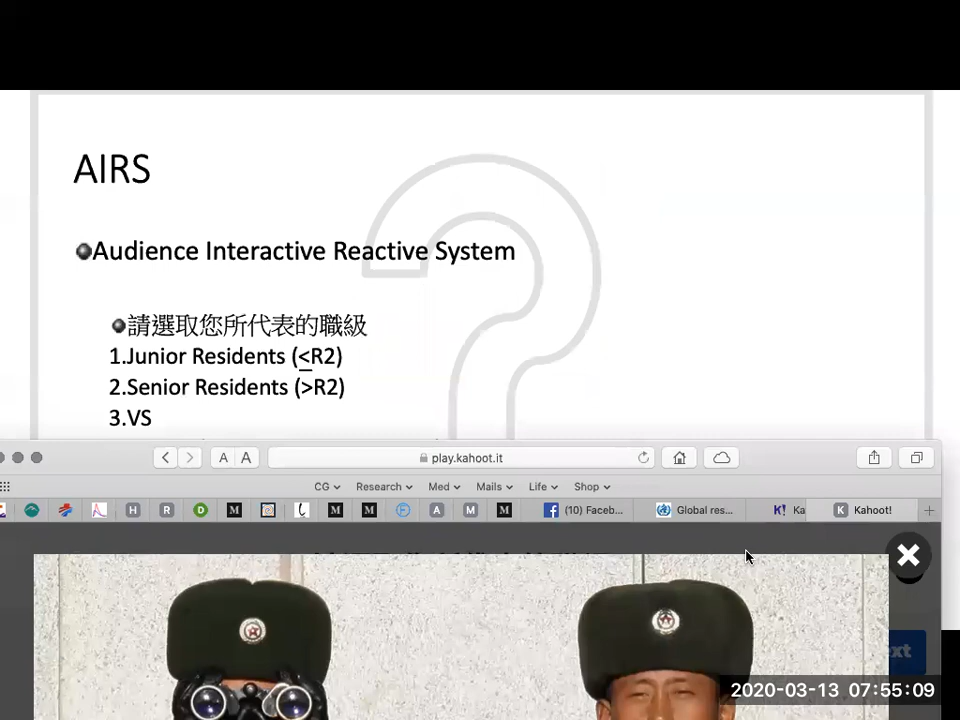 AIRS
Audience Interactive Reactive System
請選取您所代表的職級
1.Junior Residents (<R2)
2.Senior Residents (>R2)
3.VS
A A play.kahoot.it
CG Research Med Mails Life Shop
H R D M M M A M M (10) Faceb... Global res... K! Ka K Kahoot! +
ext
2020-03-13 07:55:09